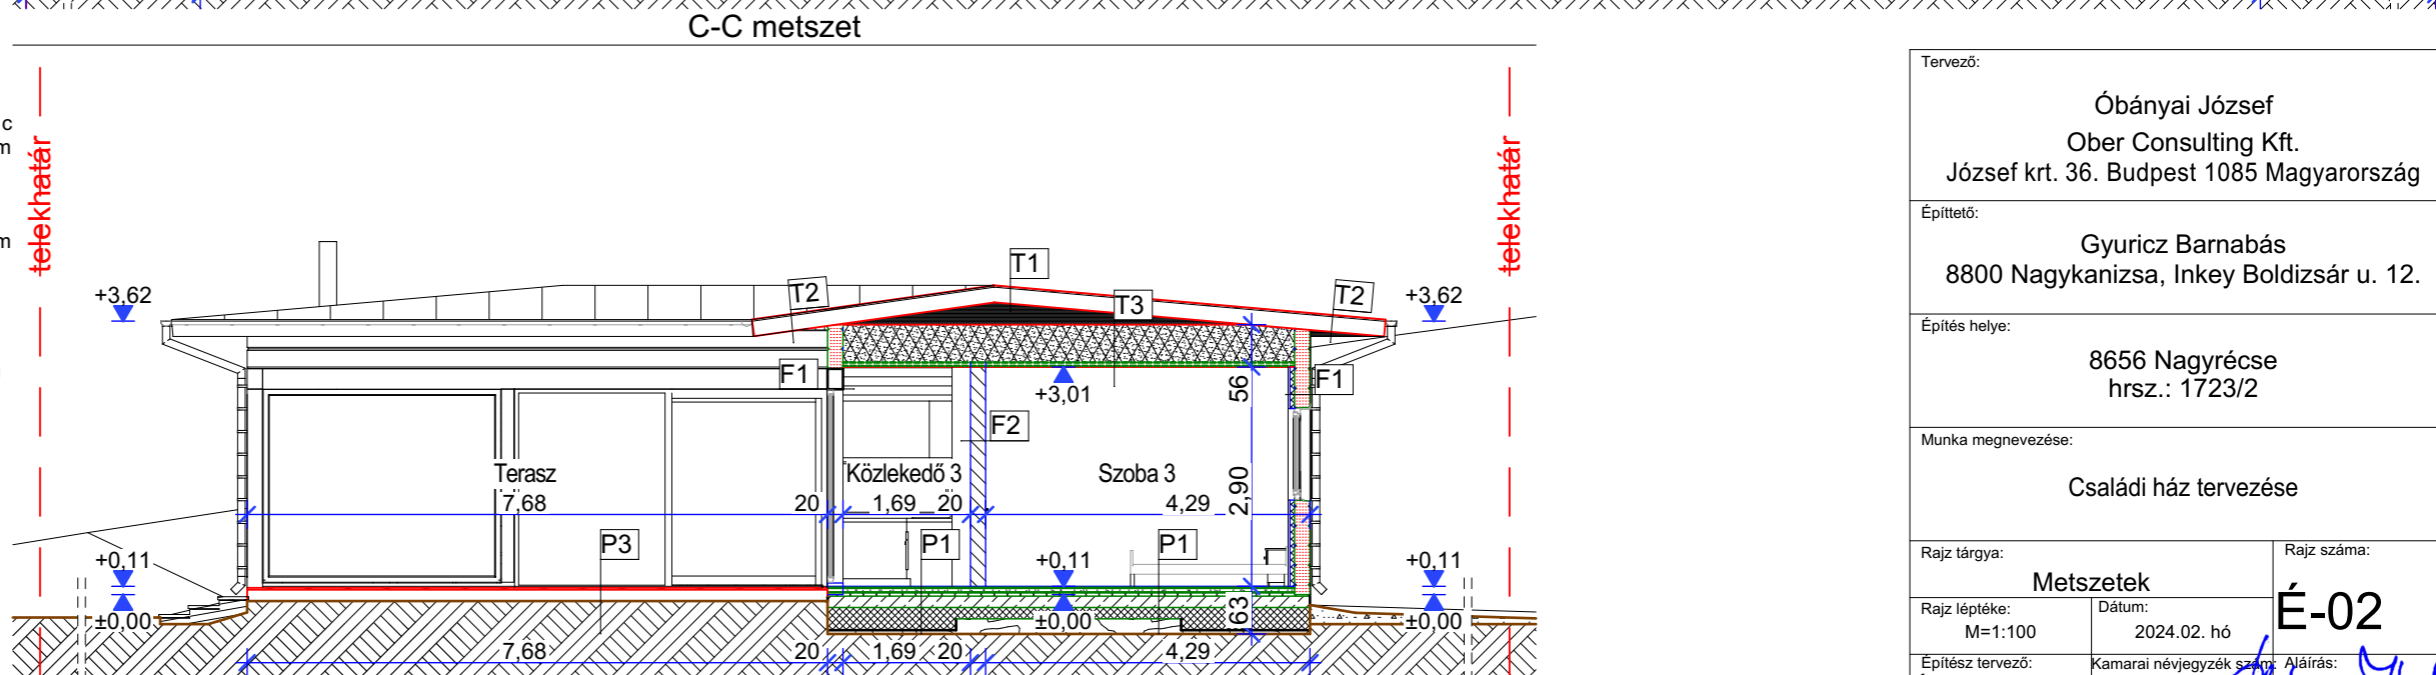 C-C metszet
c
m
m
telekhatár
telekhatár
T1
T2
T3
T2
+3,62
+3,62
F1
F1
+3,01
56
F2
Terasz
Közlekedő 3
Szoba 3
2,90
7,68
20
1,69
20
4,29
P3
P1
P1
+0,11
+0,11
+0,11
±0,00
±0,00
±0,00
63
7,68
20
1,69
20
4,29
Tervező:
Óbányai József
Ober Consulting Kft.
József krt. 36. Budpest 1085 Magyarország
Építtető:
Gyuricz Barnabás
8800 Nagykanizsa, Inkey Boldizsár u. 12.
Építés helye:
8656 Nagyrécse
hrsz.: 1723/2
Munka megnevezése:
Családi ház tervezése
Rajz tárgya:
Metszetek
Rajz száma:
É-02
Rajz léptéke:
M=1:100
Dátum:
2024.02. hó
Építész tervező:
Kamarai névjegyzék szám:
Aláírás: